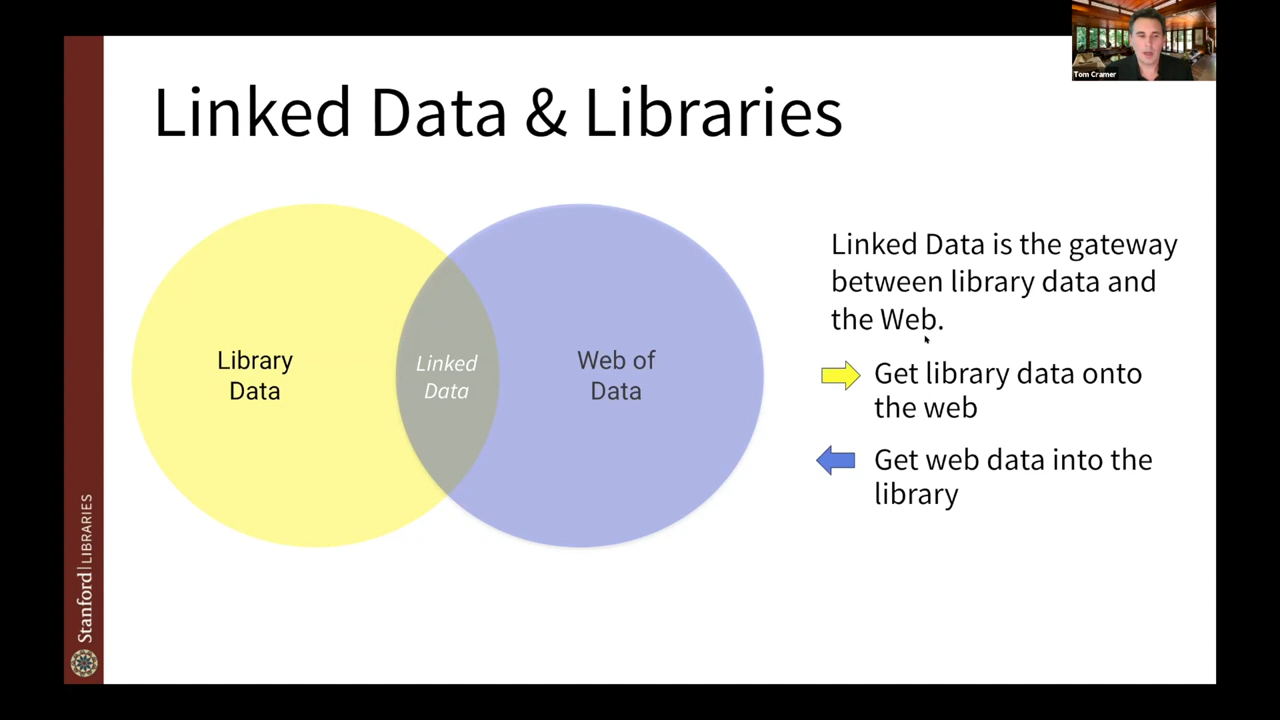 Tom Cramer
Linked Data & Libraries
Library
Data
Linked
Data
Web of
Data
Linked Data is the gateway
between library data and
the Web.
Get library data onto
the web
Get web data into the
library
Stanford | LIBRARIES